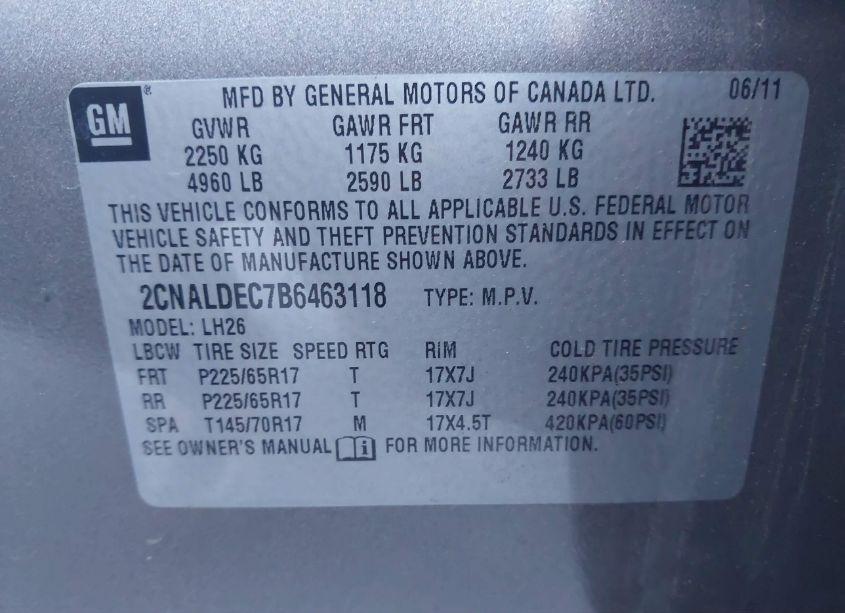 GM
MFD BY GENERAL MOTORS OF CANADA LTD. 06/11
GVWR GAWR FRT GAWR RR
2250 KG 1175 KG 1240 KG
4960 LB 2590 LB 2733 LB
THIS VEHICLE CONFORMS TO ALL APPLICABLE U.S. FEDERAL MOTOR
VEHICLE SAFETY AND THEFT PREVENTION STANDARDS IN EFFECT ON
THE DATE OF MANUFACTURE SHOWN ABOVE.
2CNALDEC7B6463118 TYPE: M.P.V.
MODEL: LH26
LBCW TIRE SIZE SPEED RTG RIM COLD TIRE PRESSURE
FRT P225/65R17 T 17X7J 240KPA(35PSI)
RR P225/65R17 T 17X7J 240KPA(35PSI)
SPA T145/70R17 M 17X4.5T 420KPA(60PSI)
SEE OWNER'S MANUAL i FOR MORE INFORMATION.